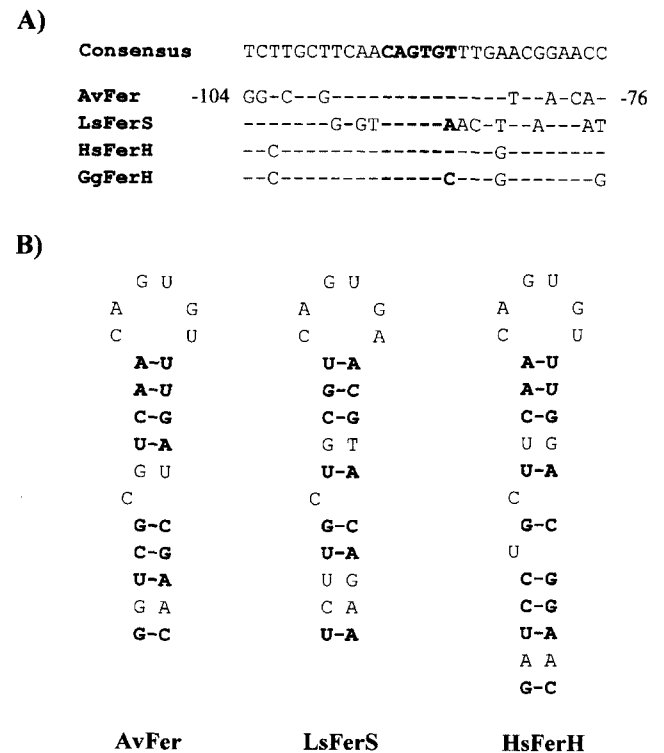 A)
Consensus TCTTGCTTCAACAGTGTTTGAACGGAACC
AvFer -104 GG-C--G--------------T--A-CA- -76
LsFerS -------G-GT-----AAC-T--A---AT
HsFerH --C-----------------G--------
GgFerH --C-------------C---G-------G
B)
G U G U G U
A G A G A G
C U C A C U
A-U U-A A-U
A-U G-C A-U
C-G C-G C-G
U-A G T U G
G U U-A U-A
C C C
G-C G-C G-C
C-G U-A U
U-A U G C-G
G A C A C-G
G-C U-A U-A
A A
G-C
AvFer LsFerS HsFerH